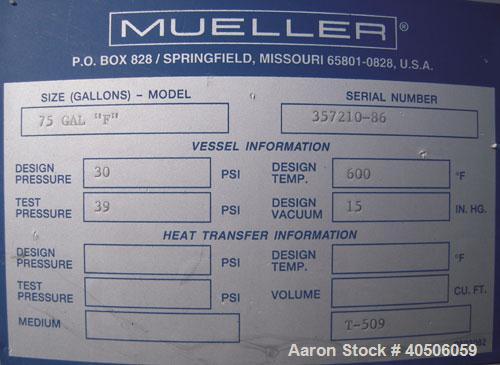 MUELLER®
P.O. BOX 828 / SPRINGFIELD, MISSOURI 65801-0828, U.S.A.
SIZE (GALLONS) - MODEL SERIAL NUMBER
75 GAL "F" 357210-86
VESSEL INFORMATION
DESIGN PRESSURE 30 PSI DESIGN TEMP. 600 °F
TEST PRESSURE 39 PSI DESIGN VACUUM 15 IN. HG.
HEAT TRANSFER INFORMATION
DESIGN PRESSURE PSI DESIGN TEMP. °F
TEST PRESSURE PSI VOLUME CU. FT.
MEDIUM T-509
Aaron Stock # 40506059